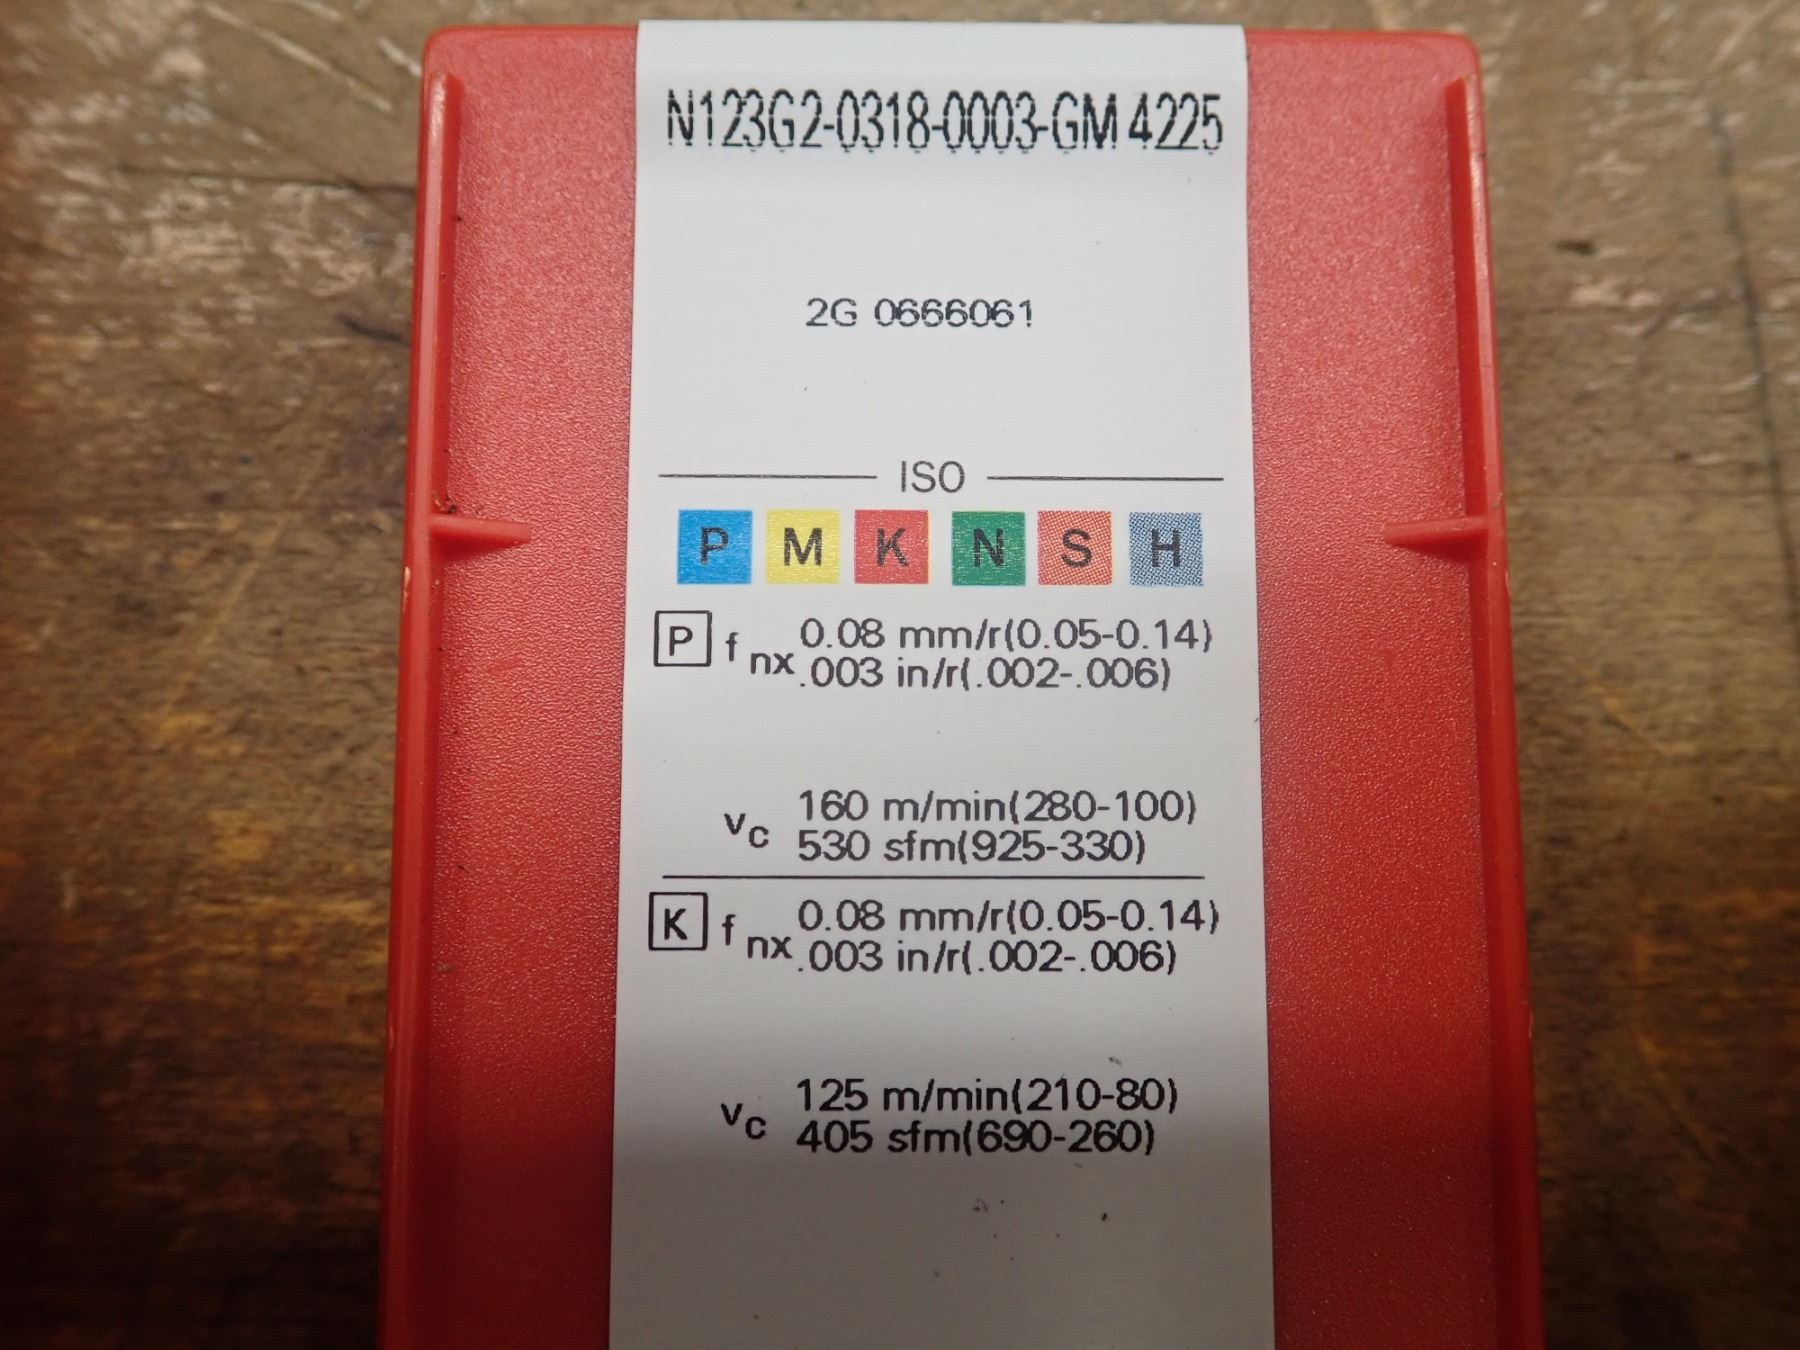 N123G2-0318-0003-GM 4225
2G 0666061
ISO
P M K N S H
P f nx 0.08 mm/r(0.05-0.14)
.003 in/r(.002-.006)
vc 160 m/min(280-100)
530 sfm(925-330)
K f nx 0.08 mm/r(0.05-0.14)
.003 in/r(.002-.006)
vc 125 m/min(210-80)
405 sfm(690-260)